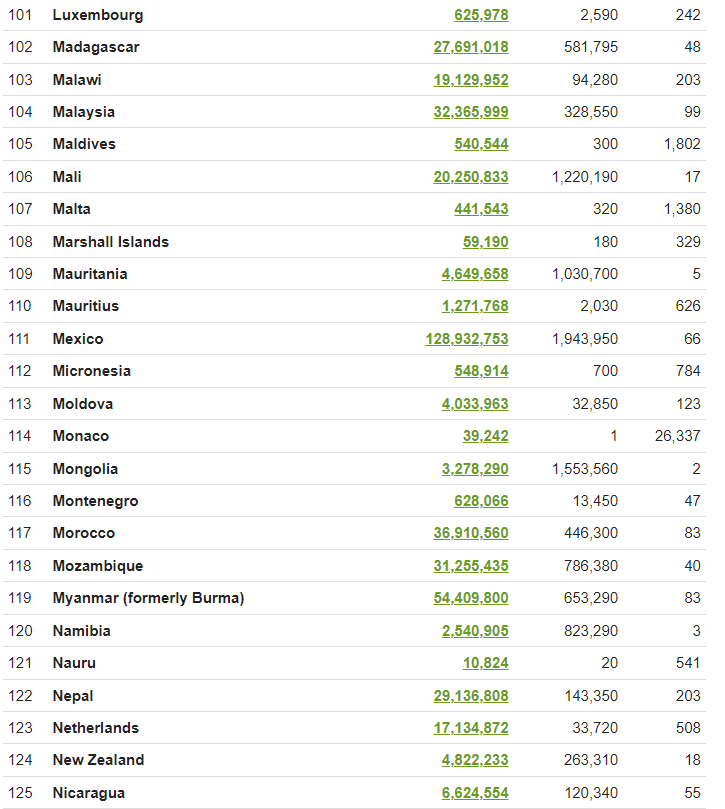 101 Luxembourg 625,978 2,590 242
102 Madagascar 27,691,018 581,795 48
103 Malawi 19,129,952 94,280 203
104 Malaysia 32,365,999 328,550 99
105 Maldives 540,544 300 1,802
106 Mali 20,250,833 1,220,190 17
107 Malta 441,543 320 1,380
108 Marshall Islands 59,190 180 329
109 Mauritania 4,649,658 1,030,700 5
110 Mauritius 1,271,768 2,030 626
111 Mexico 128,932,753 1,943,950 66
112 Micronesia 548,914 700 784
113 Moldova 4,033,963 32,850 123
114 Monaco 39,242 1 26,337
115 Mongolia 3,278,290 1,553,560 2
116 Montenegro 628,066 13,450 47
117 Morocco 36,910,560 446,300 83
118 Mozambique 31,255,435 786,380 40
119 Myanmar (formerly Burma) 54,409,800 653,290 83
120 Namibia 2,540,905 823,290 3
121 Nauru 10,824 20 541
122 Nepal 29,136,808 143,350 203
123 Netherlands 17,134,872 33,720 508
124 New Zealand 4,822,233 263,310 18
125 Nicaragua 6,624,554 120,340 55